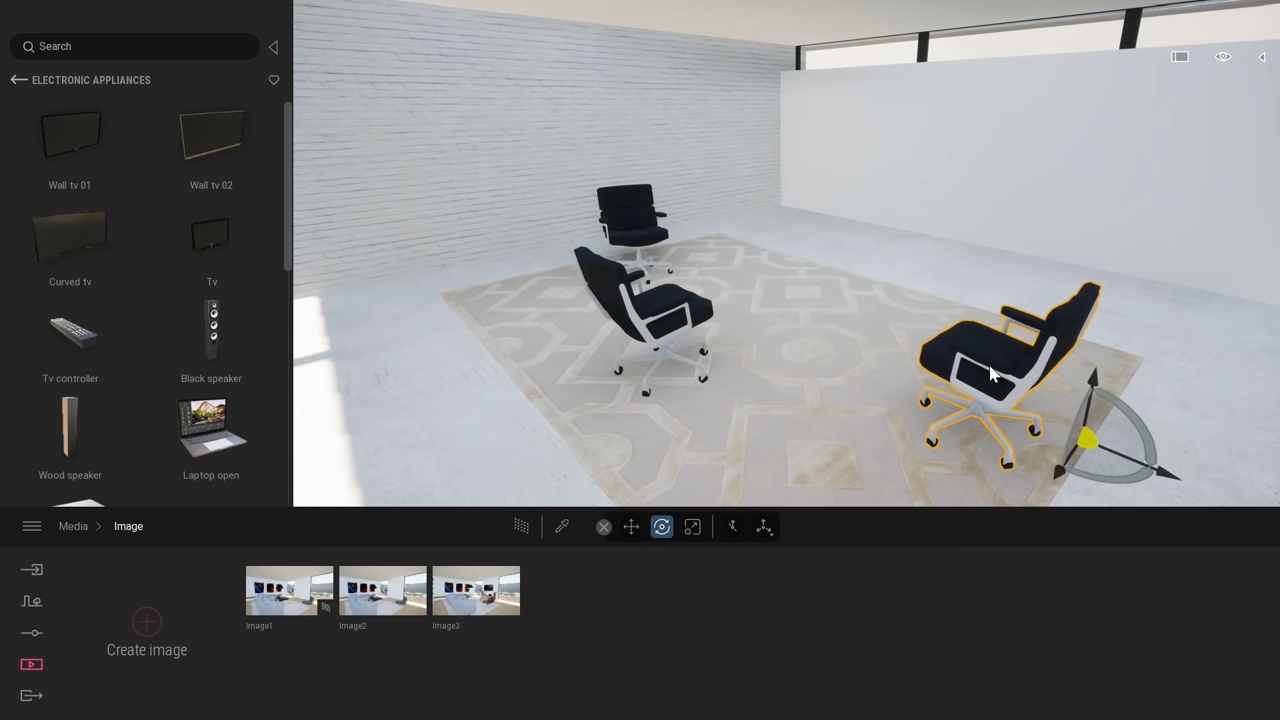 Search
ELECTRONIC APPLIANCES
Wall tv 01
Wall tv 02
Curved tv
Tv
Tv controller
Black speaker
Wood speaker
Laptop open
Media
Image
Create image
Image1
Image2
Image3